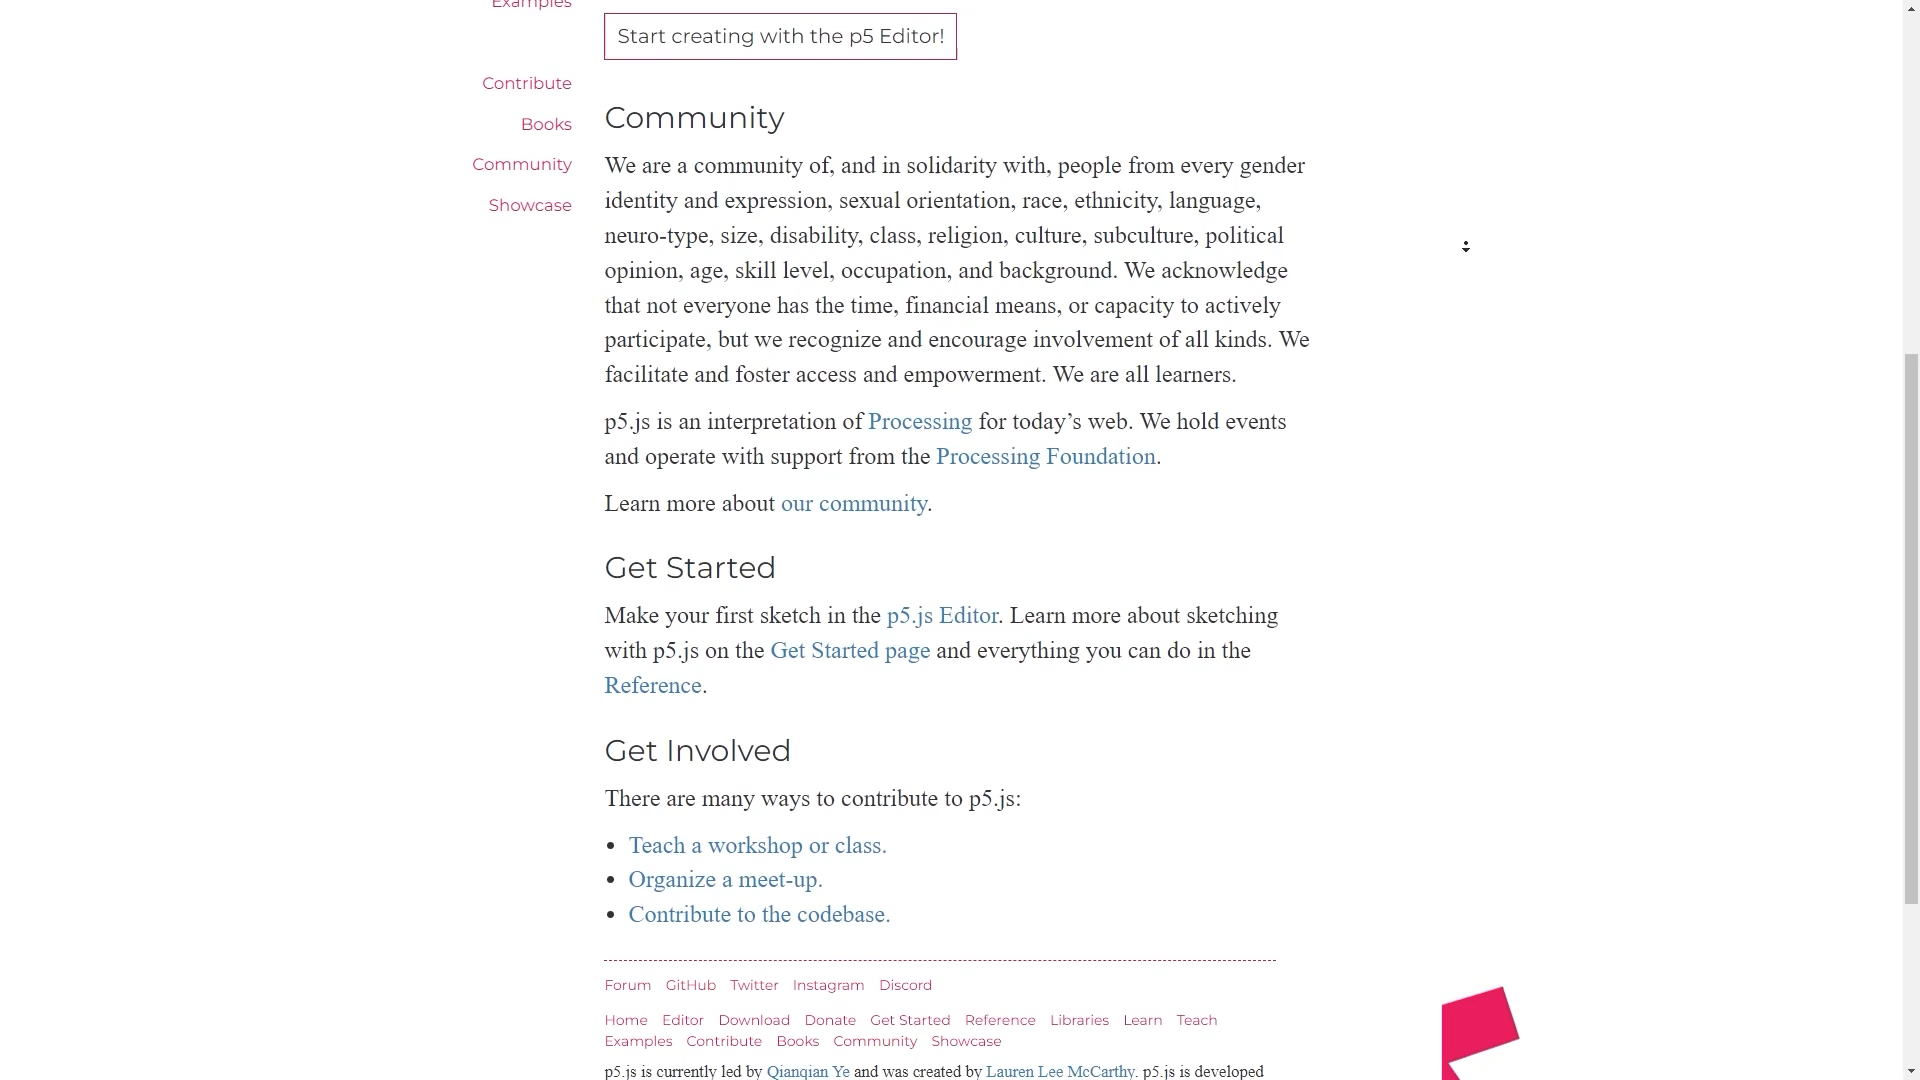 Examples
Start creating with the p5 Editor!
Contribute
Books
Community
Showcase
Community
We are a community of, and in solidarity with, people from every gender
identity and expression, sexual orientation, race, ethnicity, language,
neuro-type, size, disability, class, religion, culture, subculture, political
opinion, age, skill level, occupation, and background. We acknowledge
that not everyone has the time, financial means, or capacity to actively
participate, but we recognize and encourage involvement of all kinds. We
facilitate and foster access and empowerment. We are all learners.
p5.js is an interpretation of Processing for today’s web. We hold events
and operate with support from the Processing Foundation.
Learn more about our community.
Get Started
Make your first sketch in the p5.js Editor. Learn more about sketching
with p5.js on the Get Started page and everything you can do in the
Reference.
Get Involved
There are many ways to contribute to p5.js:
• Teach a workshop or class.
• Organize a meet-up.
• Contribute to the codebase.
Forum GitHub Twitter Instagram Discord
Home Editor Download Donate Get Started Reference Libraries Learn Teach
Examples Contribute Books Community Showcase
p5.js is currently led by Qianqian Ye and was created by Lauren Lee McCarthy. p5.js is developed